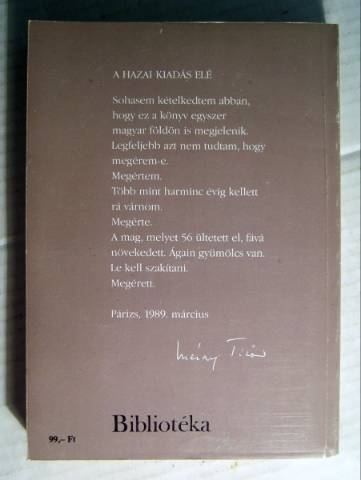 A HAZAI KIADÁS ELÉ
Sohasem kételkedtem abban,
hogy ez a könyv egyszer
magyar földön is megjelenik.
Legfeljebb azt nem tudtam, hogy
megérem-e.
Megértem.
Több mint harminc évig kellett
rá várnom.
Megérte.
A mag, melyet 56 ültetett el, fává
növekedett. Ágain gyümölcs van.
Le kell szakítani.
Megérett.
Párizs, 1989. március
Méray Tibor
Bibliotéka
99,– Ft